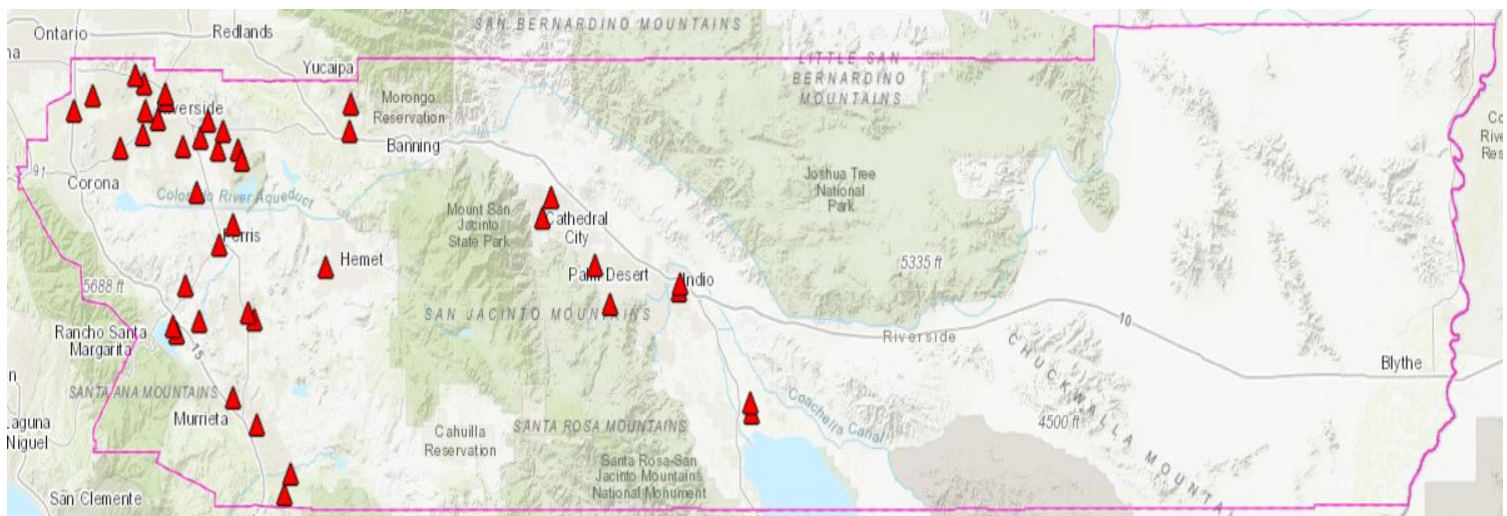 SAN BERNARDINO MOUNTAINS
Ontario
Redlands
Yucaipa
LITTLE SAN
BERNARDINO
MOUNTAINS
Morongo
Reservation
Banning
91
Corona
Colorado River Aqueduct
Mount San
Jacinto
State Park
Cathedral
City
Joshua Tree
National
Park
Hemet
Palm Desert
Indio
5688 ft
5335 ft
SAN JACINTO MOUNTAINS
Rancho Santa
Margarita
15
10
Riverside
CHUCKWALLA MOUNT
Blythe
SANTA ANA MOUNTAINS
Murrieta
Cahuilla
Reservation
SANTA ROSA MOUNTAINS
Coachella Canal
4500 ft
Niguel
San Clemente
Santa Rosa-San
Jacinto Mountains
National Monument